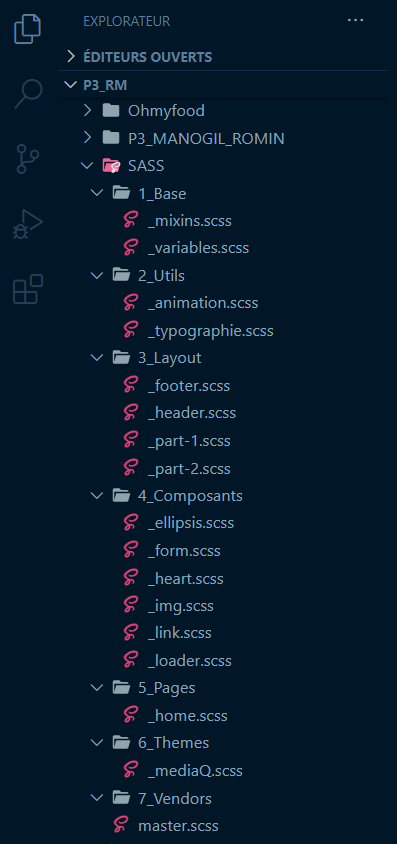 EXPLORATEUR ...
ÉDITEURS OUVERTS
P3_RM
Ohmyfood
P3_MANOGIL_ROMIN
SASS
1_Base
_mixins.scss
_variables.scss
2_Utils
_animation.scss
_typographie.scss
3_Layout
_footer.scss
_header.scss
_part-1.scss
_part-2.scss
4_Composants
_ellipsis.scss
_form.scss
_heart.scss
_img.scss
_link.scss
_loader.scss
5_Pages
_home.scss
6_Themes
_mediaQ.scss
7_Vendors
master.scss